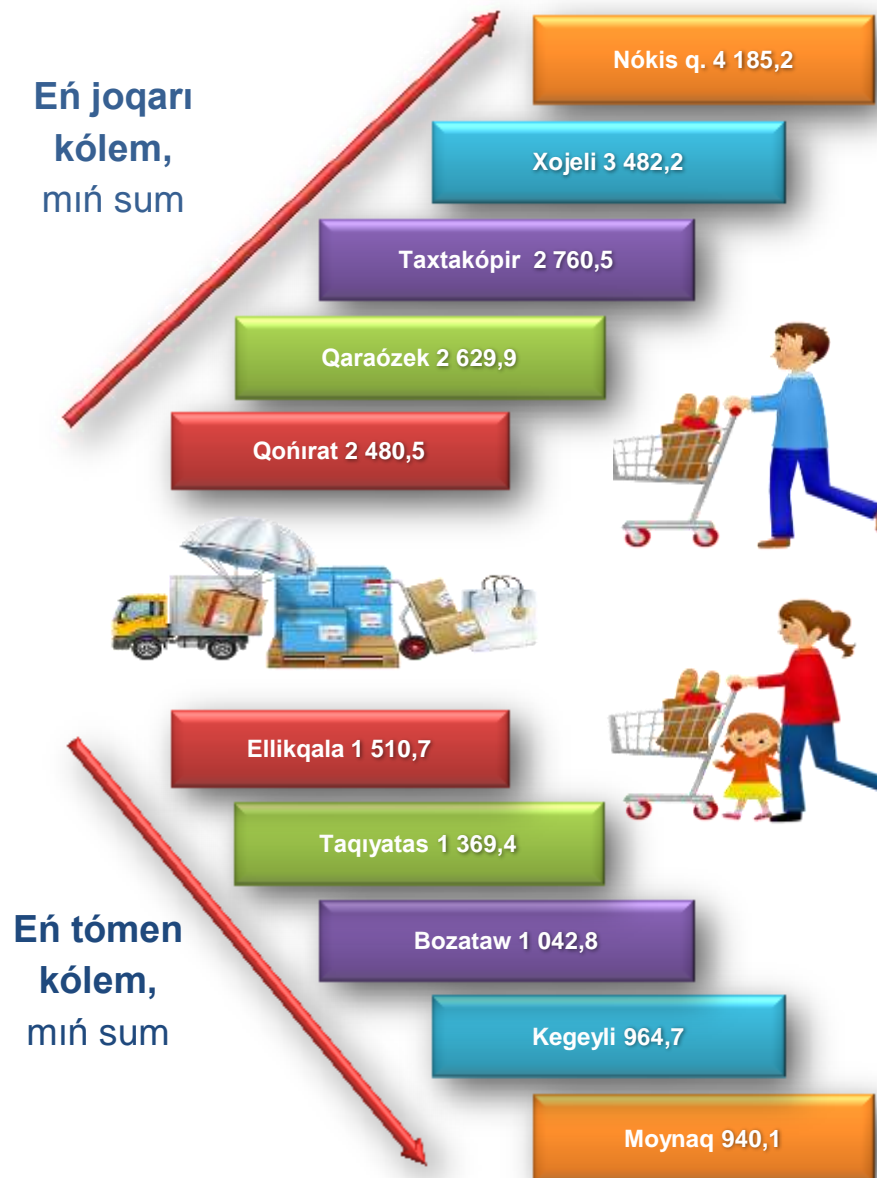 Eń joqarı
kólem,
mıń sum
Nókis q. 4 185,2
Xojeli 3 482,2
Taxtakópir 2 760,5
Qaraózek 2 629,9
Qońırat 2 480,5
Ellikqala 1 510,7
Taqıyatas 1 369,4
Bozataw 1 042,8
Kegeyli 964,7
Moynaq 940,1
Eń tómen
kólem,
mıń sum